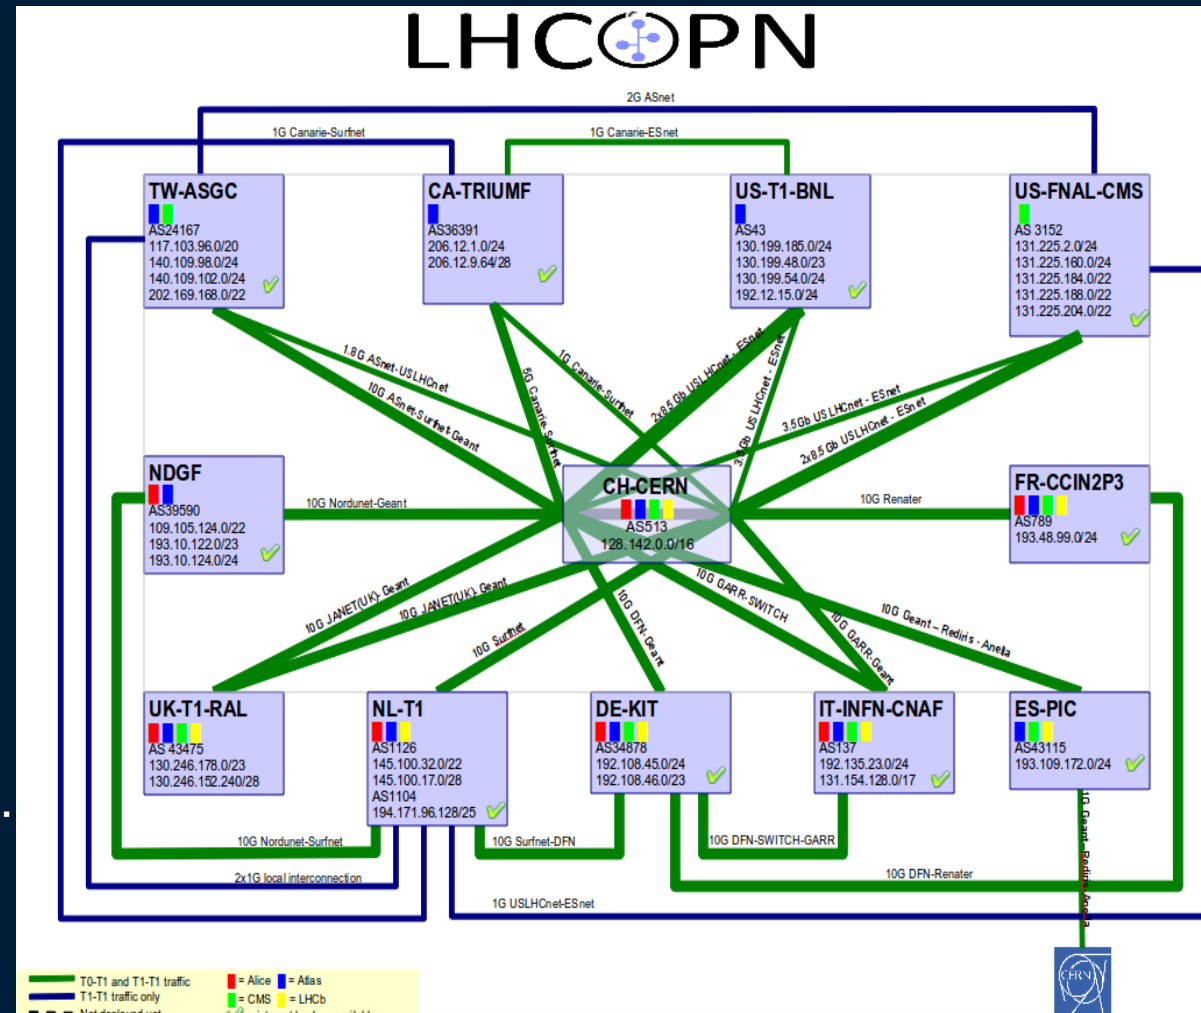 LHCOPN
2G ASnet
1G Canarie-Surfnet
1G Canarie-ESnet
TW-ASGC
AS24167
117.103.96.0/20
140.109.98.0/24
140.109.102.0/24
202.169.168.0/22
CA-TRIUMF
AS36391
206.12.1.0/24
206.12.9.64/28
US-T1-BNL
AS43
130.199.185.0/24
130.199.48.0/23
130.199.54.0/24
192.12.15.0/24
US-FNAL-CMS
AS 3152
131.225.2.0/24
131.225.160.0/24
131.225.184.0/22
131.225.188.0/22
131.225.204.0/22
1.8G ASnet-USLHCnet
10G ASnet-Surfnet-Geant
5G Canarie-Surfnet
1G Canarie-Surfnet
2x8.5Gb USLHCnet - ESnet
3.5Gb USLHCnet - ESnet
3.5Gb USLHCnet - ESnet
2x8.5 Gb USLHCnet - ESnet
NDGF
AS39590
109.105.124.0/22
193.10.122.0/23
193.10.124.0/24
10G Nordunet-Geant
CH-CERN
AS513
128.142.0.0/16
10G Renater
FR-CCIN2P3
AS789
193.48.99.0/24
10G JANET(UK)- Geant
10G JANET(UK)- Geant
10G Surfnet
10G DFN-Geant
10G GARR-SWITCH
10G GARR-Geant
10G Geant – Rediris - Anella
UK-T1-RAL
AS 43475
130.246.178.0/23
130.246.152.240/28
NL-T1
AS1126
145.100.32.0/22
145.100.17.0/28
AS1104
194.171.96.128/25
DE-KIT
AS34878
192.108.45.0/24
192.108.46.0/23
IT-INFN-CNAF
AS137
192.135.23.0/24
131.154.128.0/17
ES-PIC
AS43115
193.109.172.0/24
10G Nordunet-Surfnet
10G Surfnet-DFN
10G DFN-SWITCH-GARR
2x1G local interconnection
10G DFN-Renater
1G USLHCnet-ESnet
1G Geant–Rediris-Anella
CERN
T0-T1 and T1-T1 traffic
= Alice
= Atlas
T1-T1 traffic only
= CMS
= LHCb
Not deployed yet